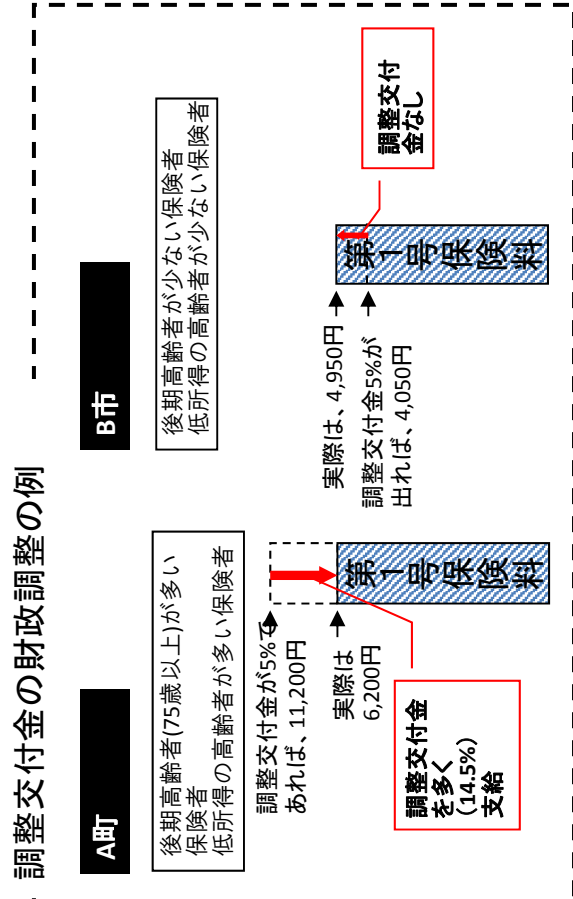 調整交付金の財政調整の例
A町
後期高齢者(75歳以上)が多い
保険者
低所得の高齢者が多い保険者
調整交付金が5%で
あれば、11,200円
実際は
6,200円
第1号保険料
調整交付金
を多く
(14.5%)
支給
B市
後期高齢者が少ない保険者
低所得の高齢者が少ない保険者
実際は、4,950円
調整交付金5%が
出れば、4,050円
第1号保険料
調整交付
金なし